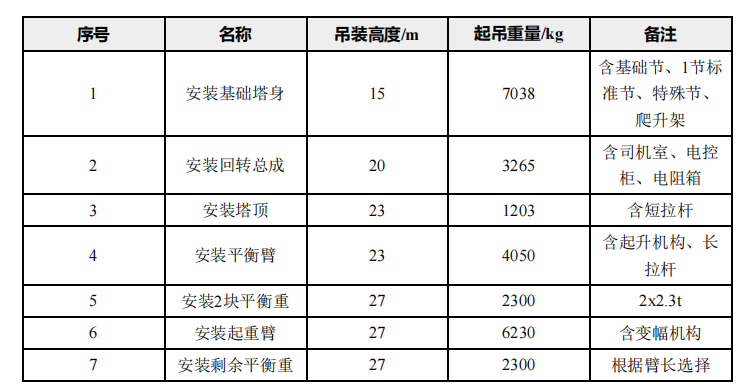 序号 名称 吊装高度/m 起吊重量/kg 备注
1 安装基础塔身 15 7038 含基础节、1节标
准节、特殊节、
爬升架
2 安装回转总成 20 3265 含司机室、电控
柜、电阻箱
3 安装塔顶 23 1203 含短拉杆
4 安装平衡臂 23 4050 含起升机构、长
拉杆
5 安装2块平衡重 27 2300 2x2.3t
6 安装起重臂 27 6230 含变幅机构
7 安装剩余平衡重 27 2300 根据臂长选择